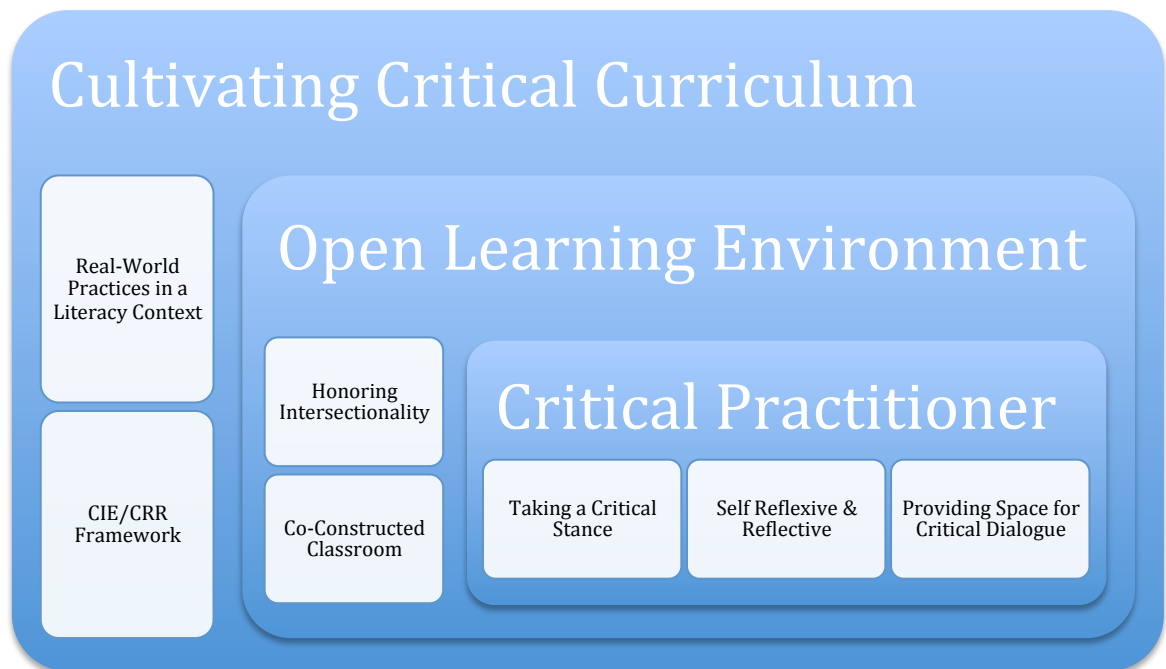 Cultivating Critical Curriculum
Real-World
Practices in a
Literacy Context
CIE/CRR
Framework
Open Learning Environment
Honoring
Intersectionality
Co-Constructed
Classroom
Critical Practitioner
Taking a Critical
Stance
Self Reflexive &
Reflective
Providing Space for
Critical Dialogue